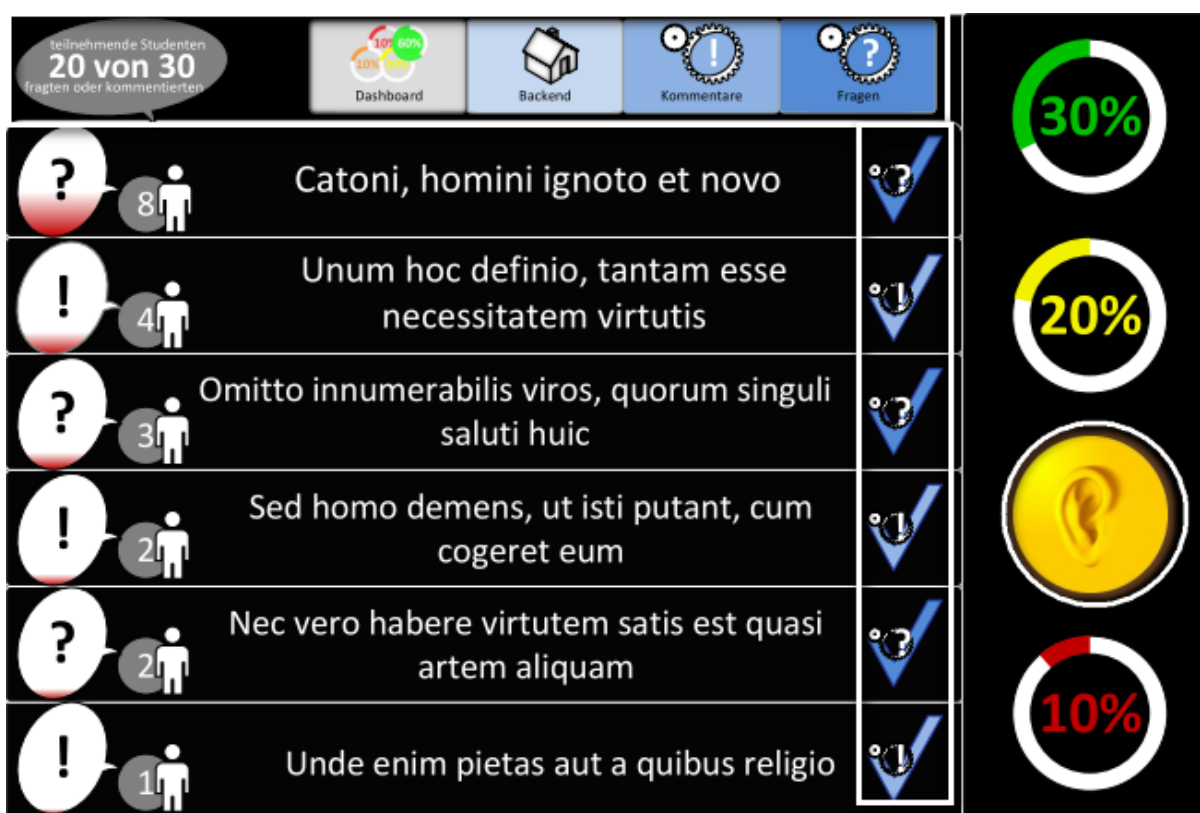 teilnehmende Studenten
20 von 30
fragten oder kommentierten
10% 60%
10%
Dashboard
Backend
!
Kommentare
?
Fragen
?
8
Catoni, homini ignoto et novo
?
!
4
Unum hoc definio, tantam esse
necessitatem virtutis
!
?
3
Omitto innumerabilis viros, quorum singuli
saluti huic
?
!
2
Sed homo demens, ut isti putant, cum
cogeret eum
!
?
2
Nec vero habere virtutem satis est quasi
artem aliquam
?
!
1
Unde enim pietas aut a quibus religio
!
30%
20%
10%